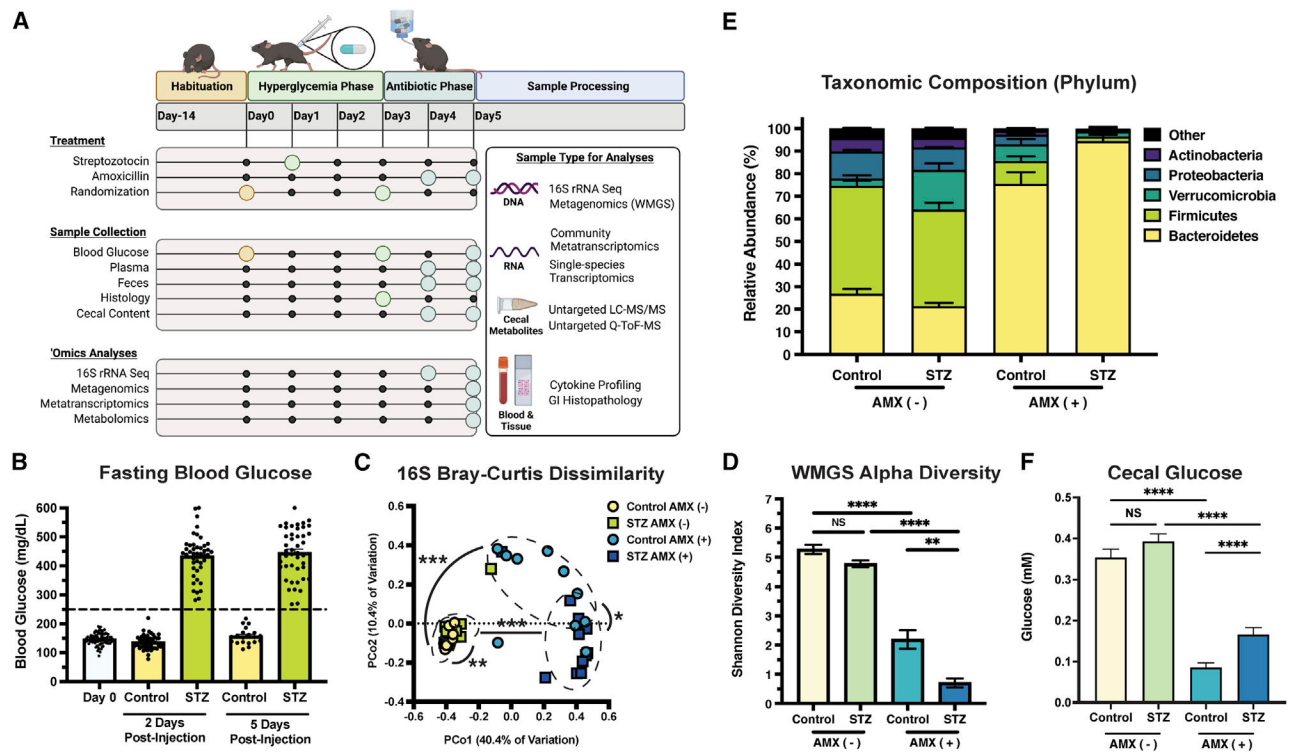 A
Habituation
Hyperglycemia Phase
Antibiotic Phase
Sample Processing
Day-14
Day0
Day1
Day2
Day3
Day4
Day5
Treatment
Streptozotocin
Amoxicillin
Randomization
Sample Collection
Blood Glucose
Plasma
Feces
Histology
Cecal Content
'Omics Analyses
16S rRNA Seq
Metagenomics
Metatranscriptomics
Metabolomics
Sample Type for Analyses
DNA
16S rRNA Seq
Metagenomics (WMGS)
RNA
Community
Metatranscriptomics
Single-species
Transcriptomics
Cecal
Metabolites
Untargeted LC-MS/MS
Untargeted Q-ToF-MS
Blood &
Tissue
Cytokine Profiling
GI Histopathology
E
Taxonomic Composition (Phylum)
Relative Abundance (%)
100
90
80
70
60
50
40
30
20
10
0
Control
STZ
Control
STZ
AMX ( - )
AMX ( + )
Other
Actinobacteria
Proteobacteria
Verrucomicrobia
Firmicutes
Bacteroidetes
B
Fasting Blood Glucose
Blood Glucose (mg/dL)
600
500
400
300
200
100
0
Day 0
Control
STZ
Control
STZ
2 Days
Post-Injection
5 Days
Post-Injection
C
16S Bray-Curtis Dissimilarity
PCo2 (10.4% of Variation)
0.6
0.4
0.2
0.0
-0.2
-0.4
-0.6
-0.4
-0.2
0.0
0.2
0.4
0.6
PCo1 (40.4% of Variation)
***
***
**
*
Control AMX (-)
STZ AMX (-)
Control AMX (+)
STZ AMX (+)
D
WMGS Alpha Diversity
Shannon Diversity Index
7
6
5
4
3
2
1
0
****
NS
****
**
Control
STZ
Control
STZ
AMX ( - )
AMX ( + )
F
Cecal Glucose
Glucose (mM)
0.5
0.4
0.3
0.2
0.1
0.0
****
NS
****
****
Control
STZ
Control
STZ
AMX ( - )
AMX ( + )